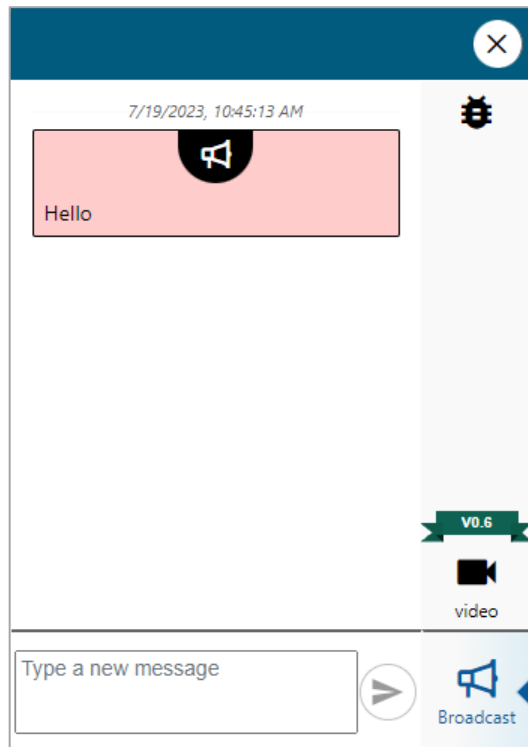 7/19/2023, 10:45:13 AM
Hello
V0.6
video
Type a new message
Broadcast